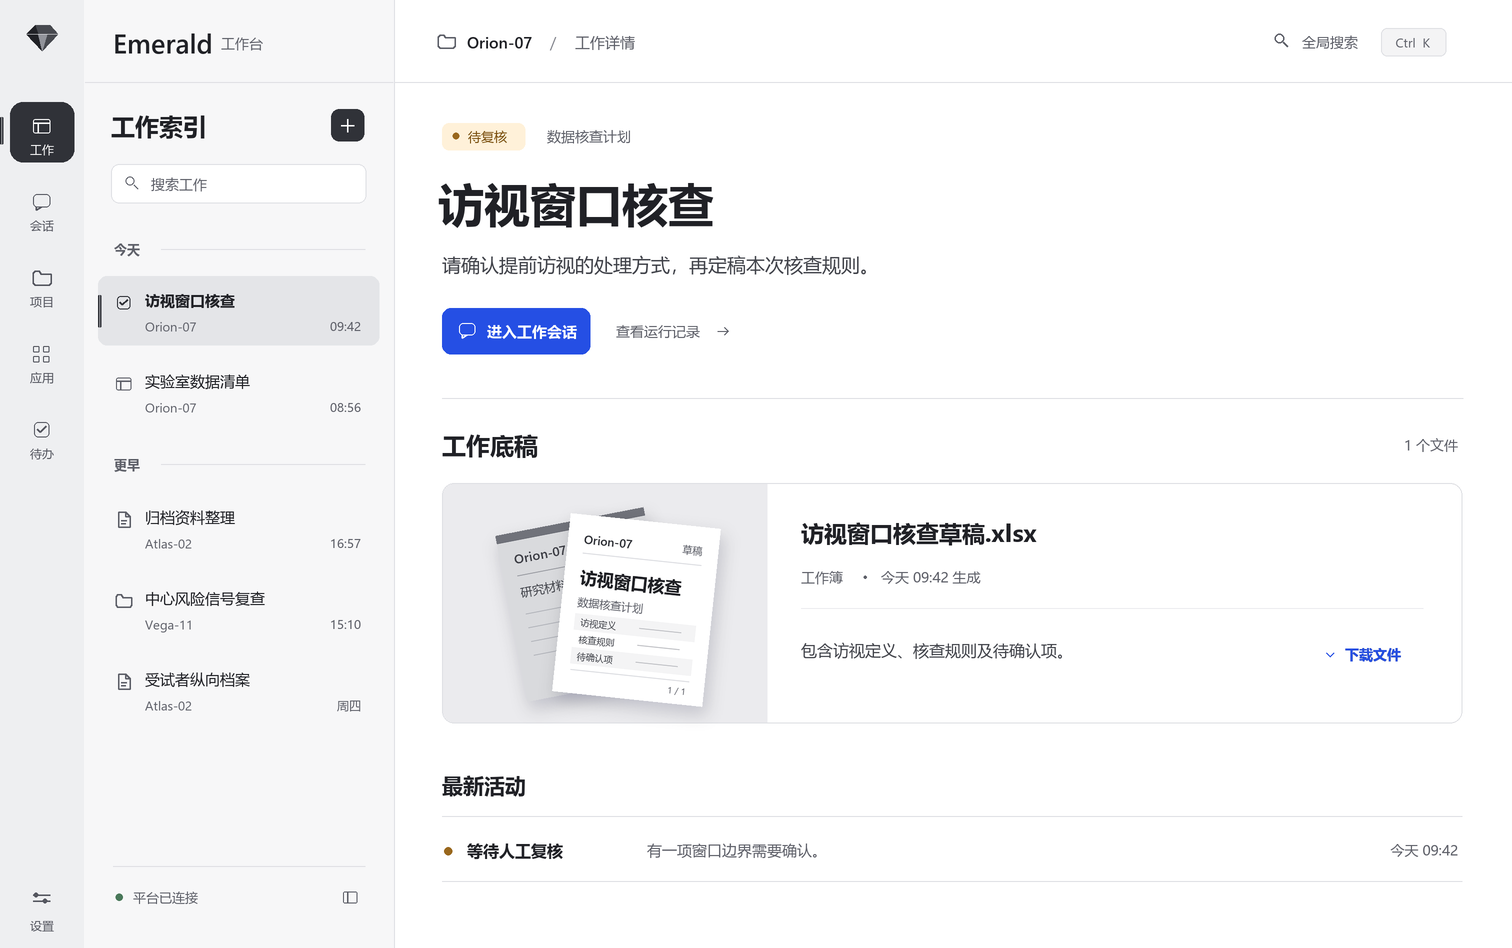 工作
会话
项目
应用
待办
设置
Emerald 工作台
工作索引
搜索工作
今天
访视窗口核查
Orion-07 09:42
实验室数据清单
Orion-07 08:56
更早
归档资料整理
Atlas-02 16:57
中心风险信号复查
Vega-11 15:10
受试者纵向档案
Atlas-02 周四
平台已连接
Orion-07 / 工作详情
全局搜索 Ctrl K
待复核 数据核查计划
访视窗口核查
请确认提前访视的处理方式，再定稿本次核查规则。
进入工作会话 查看运行记录 →
工作底稿 1 个文件
Orion-07
研究材料
Orion-07 草稿
访视窗口核查
数据核查计划
访视定义
核查规则
待确认项
1 / 1
访视窗口核查草稿.xlsx
工作簿 • 今天 09:42 生成
包含访视定义、核查规则及待确认项。
下载文件
最新活动
等待人工复核 有一项窗口边界需要确认。 今天 09:42